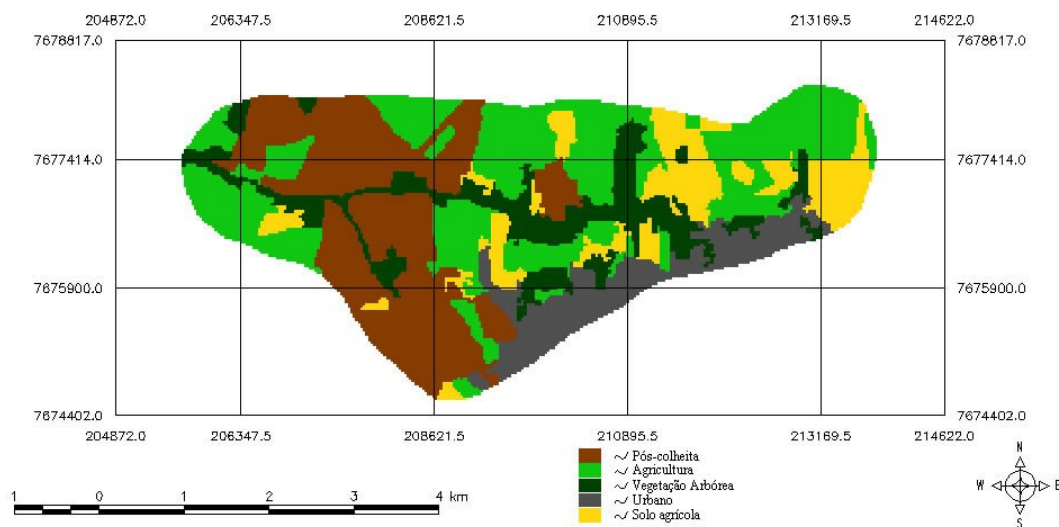 204872.0 206347.5 208621.5 210895.5 213169.5 214622.0
7678817.0 7678817.0
7677414.0 7677414.0
7675900.0 7675900.0
7674402.0 7674402.0
204872.0 206347.5 208621.5 210895.5 213169.5 214622.0
Pós-colheita
Agricultura
Vegetação Arbórea
Urbano
Solo agrícola
1 0 1 2 3 4 km
N
W E
S